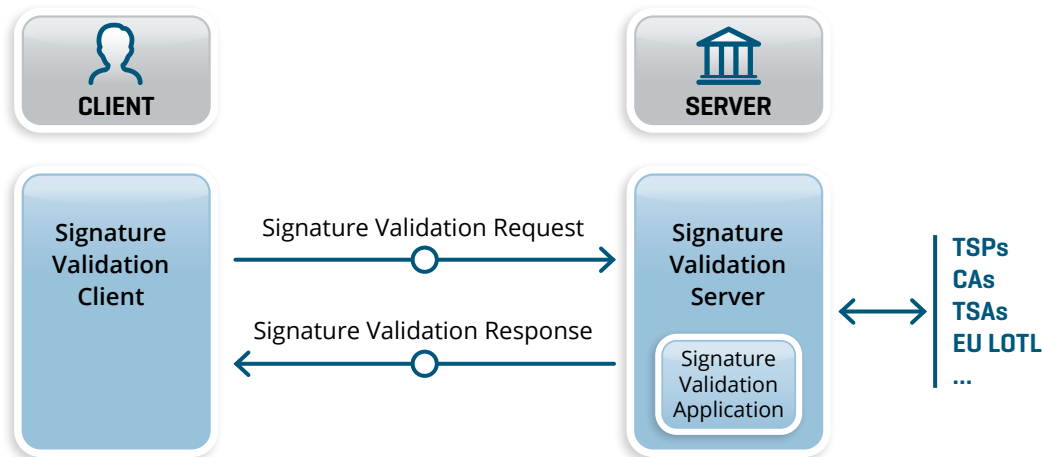 CLIENT
SERVER
Signature
Validation
Client
Signature Validation Request
Signature Validation Response
Signature
Validation
Server
Signature
Validation
Application
TSPs
CAs
TSAs
EU LOTL
...